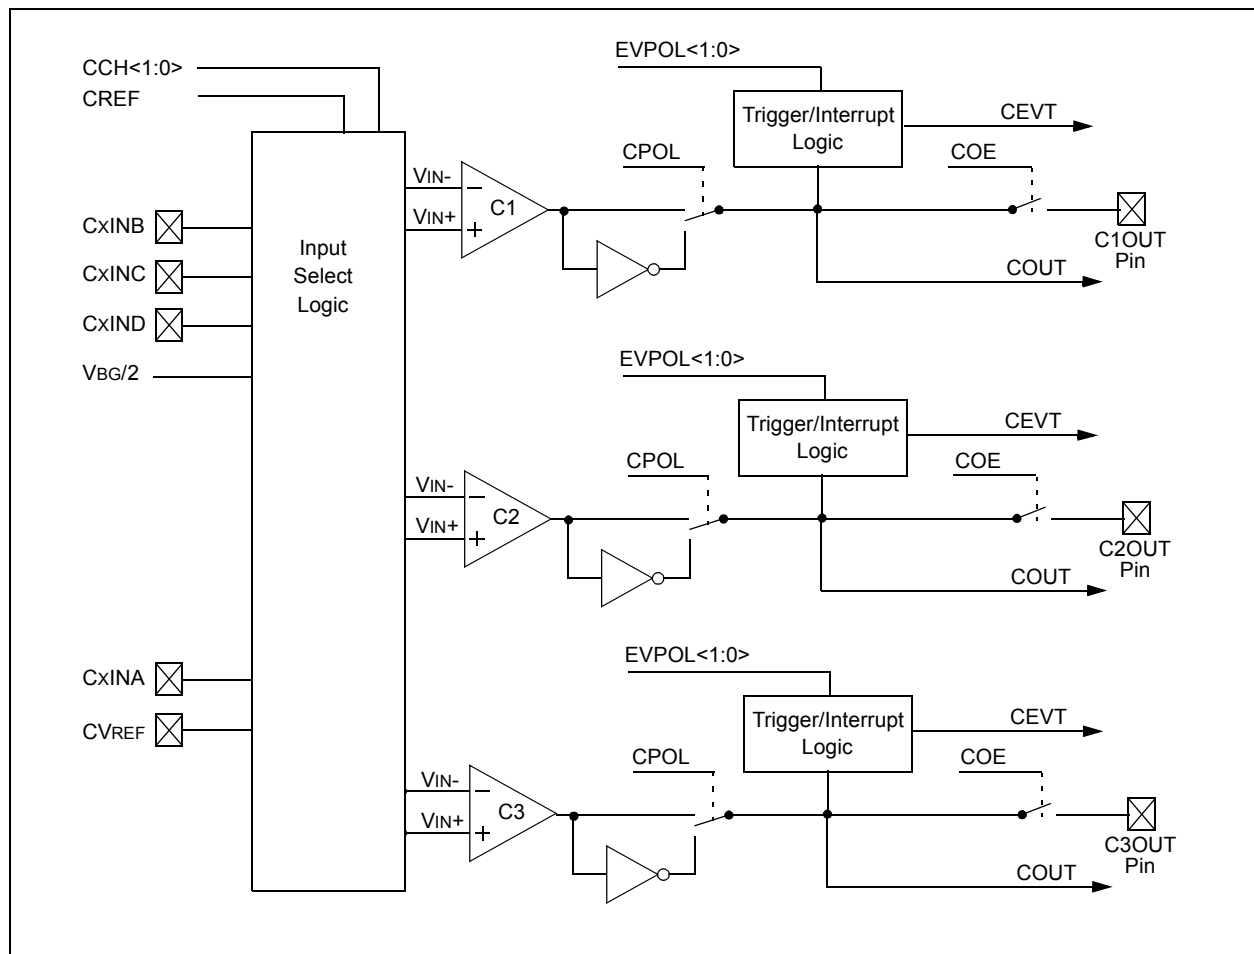 EVPOL<1:0>
CCH<1:0>
CREF
Trigger/Interrupt
Logic
CEVT
CPOL
COE
VIN-
VIN+
C1
−
+
CxINB
CxINC
CxIND
VBG/2
Input
Select
Logic
C1OUT
Pin
COUT
EVPOL<1:0>
Trigger/Interrupt
Logic
CEVT
CPOL
COE
VIN-
VIN+
C2
−
+
C2OUT
Pin
COUT
CxINA
CVREF
EVPOL<1:0>
Trigger/Interrupt
Logic
CEVT
CPOL
COE
VIN-
VIN+
C3
−
+
C3OUT
Pin
COUT